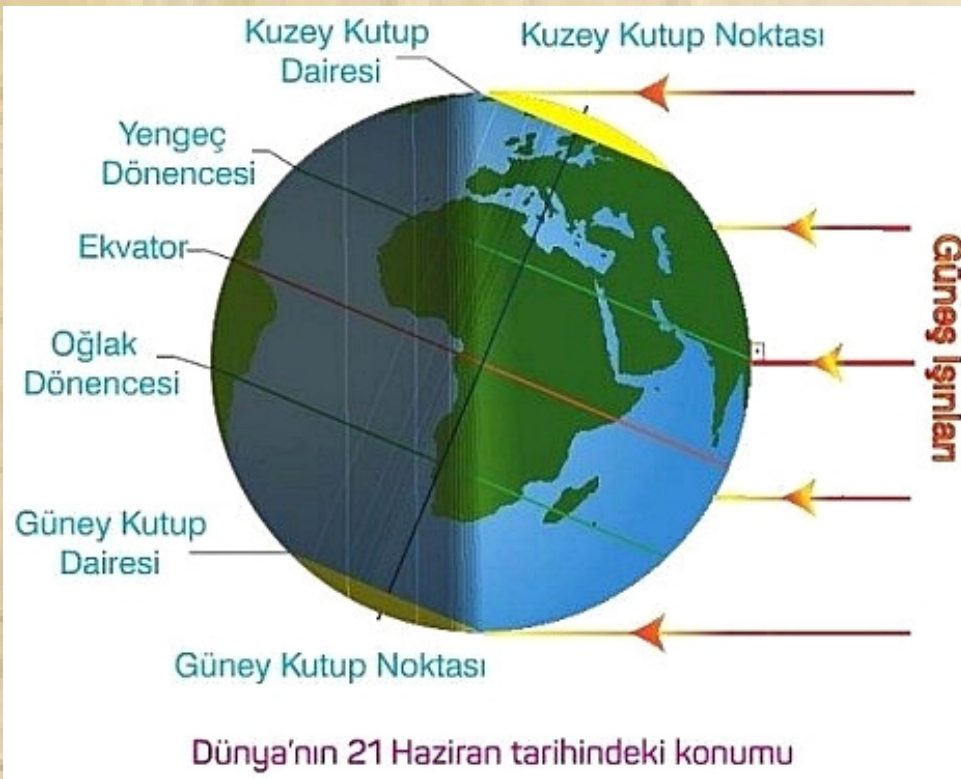 Kuzey Kutup
Dairesi
Kuzey Kutup Noktası
Yengeç
Dönencesi
Ekvator
Oğlak
Dönencesi
Güneş Işınları
Güney Kutup
Dairesi
Güney Kutup Noktası
Dünya'nın 21 Haziran tarihindeki konumu